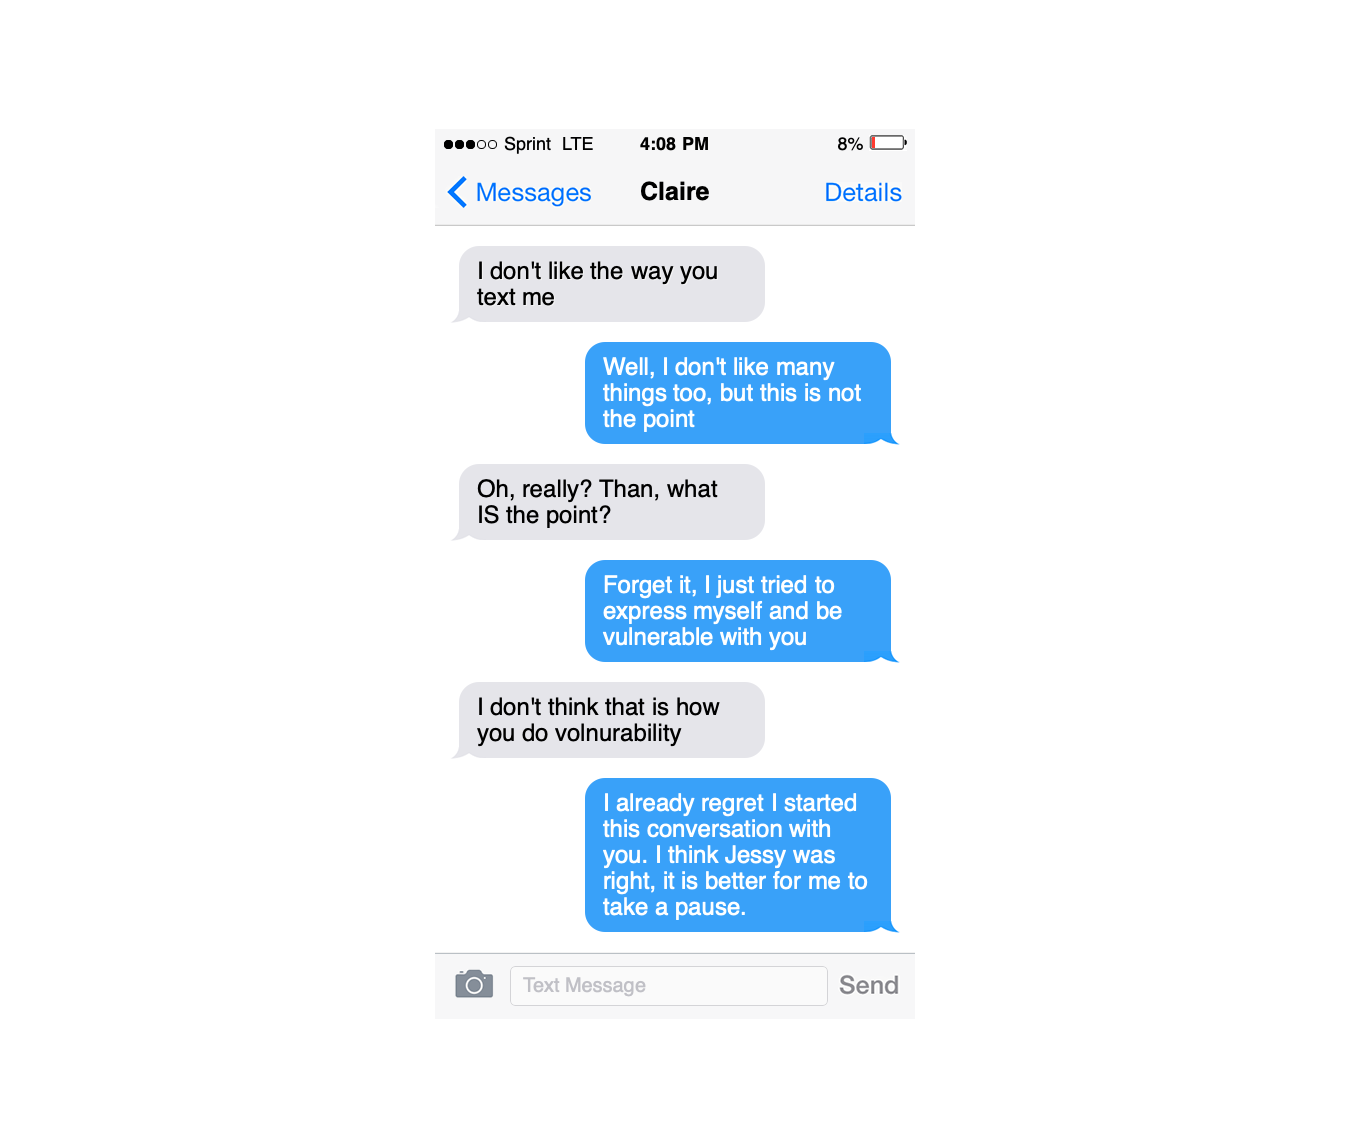 Sprint LTE 4:08 PM 8%
Messages Claire Details
I don't like the way you
text me
Well, I don't like many
things too, but this is not
the point
Oh, really? Than, what
IS the point?
Forget it, I just tried to
express myself and be
vulnerable with you
I don't think that is how
you do volnurability
I already regret I started
this conversation with
you. I think Jessy was
right, it is better for me to
take a pause.
Text Message Send